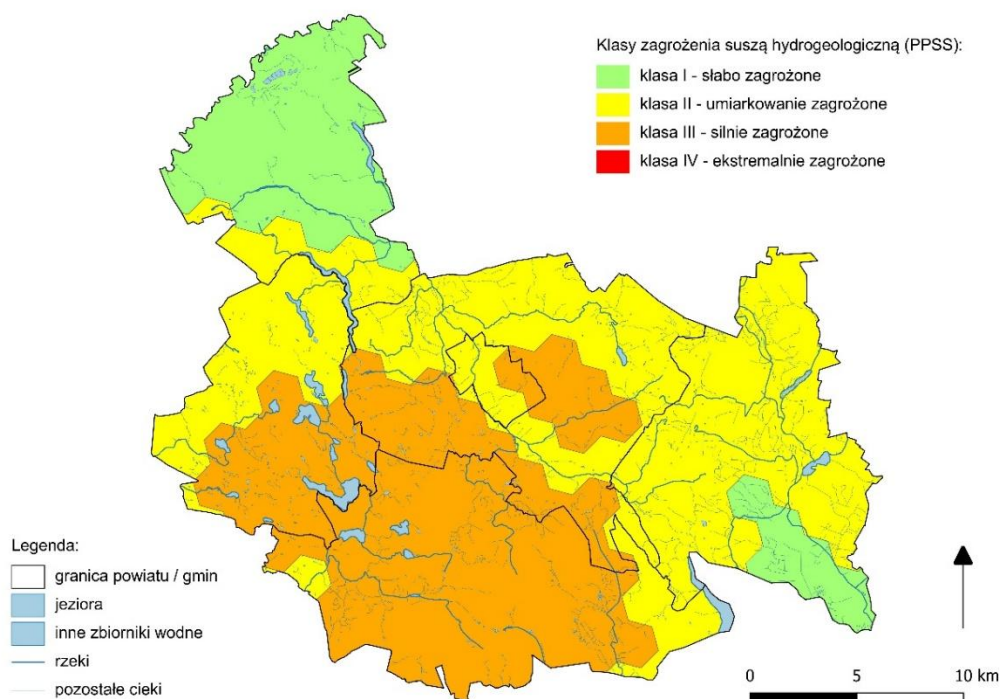 Klasy zagrożenia suszą hydrogeologiczną (PPSS):
klasa I - słabo zagrożone
klasa II - umiarkowanie zagrożone
klasa III - silnie zagrożone
klasa IV - ekstremalnie zagrożone
Legenda:
granica powiatu / gmin
jeziora
inne zbiorniki wodne
rzeki
pozostałe cieki
0 5 10 km